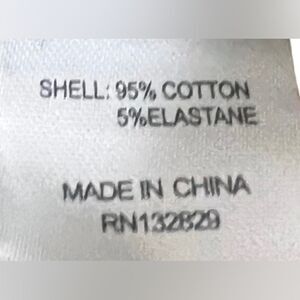 SHELL: 95% COTTON
5%ELASTANE
MADE IN CHINA
RN132829